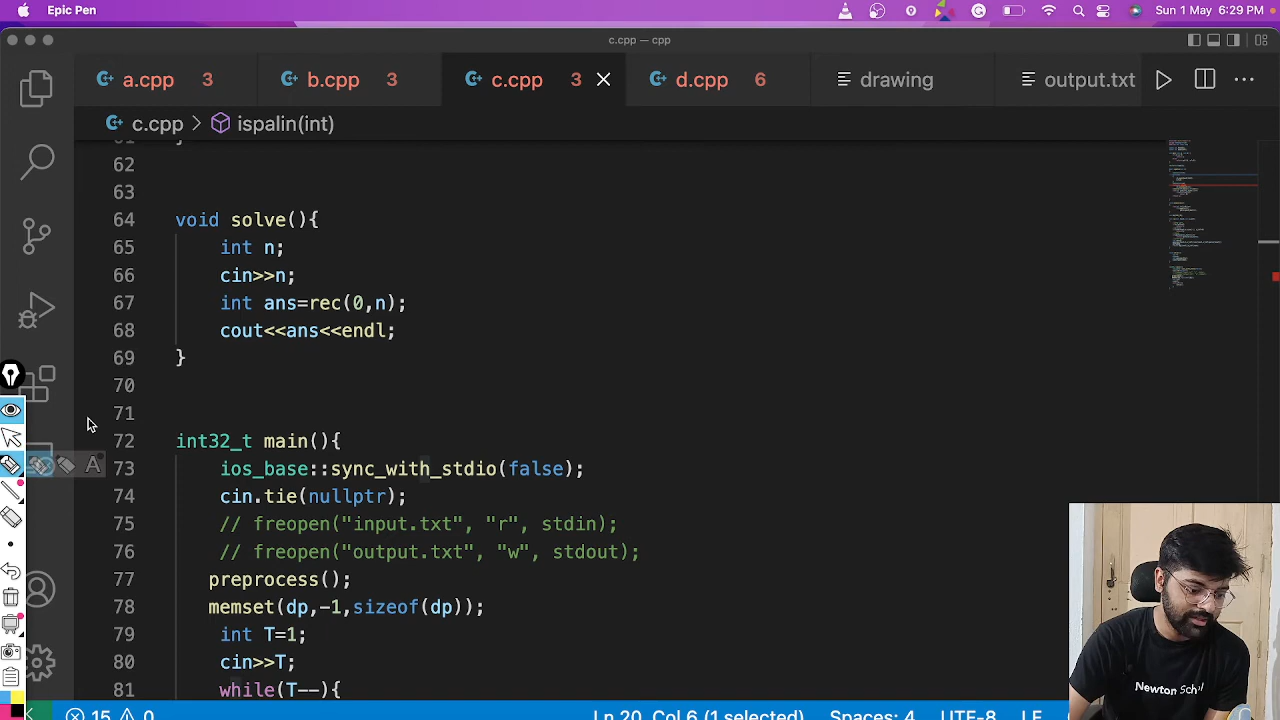 Epic Pen
Sun 1 May 6:29 PM
c.cpp — cpp
a.cpp 3
b.cpp 3
c.cpp 3
d.cpp 6
drawing
output.txt
c.cpp > ispalin(int)
62
63
64 void solve(){
65 int n;
66 cin>>n;
67 int ans=rec(0,n);
68 cout<<ans<<endl;
69 }
70
71
72 int32_t main(){
73 ios_base::sync_with_stdio(false);
74 cin.tie(nullptr);
75 // freopen("input.txt", "r", stdin);
76 // freopen("output.txt", "w", stdout);
77 preprocess();
78 memset(dp,-1,sizeof(dp));
79 int T=1;
80 cin>>T;
81 while(T--){
A
Newton School
15 0
Ln 20, Col 6 (1 selected)
Spaces: 4
UTF-8
LF